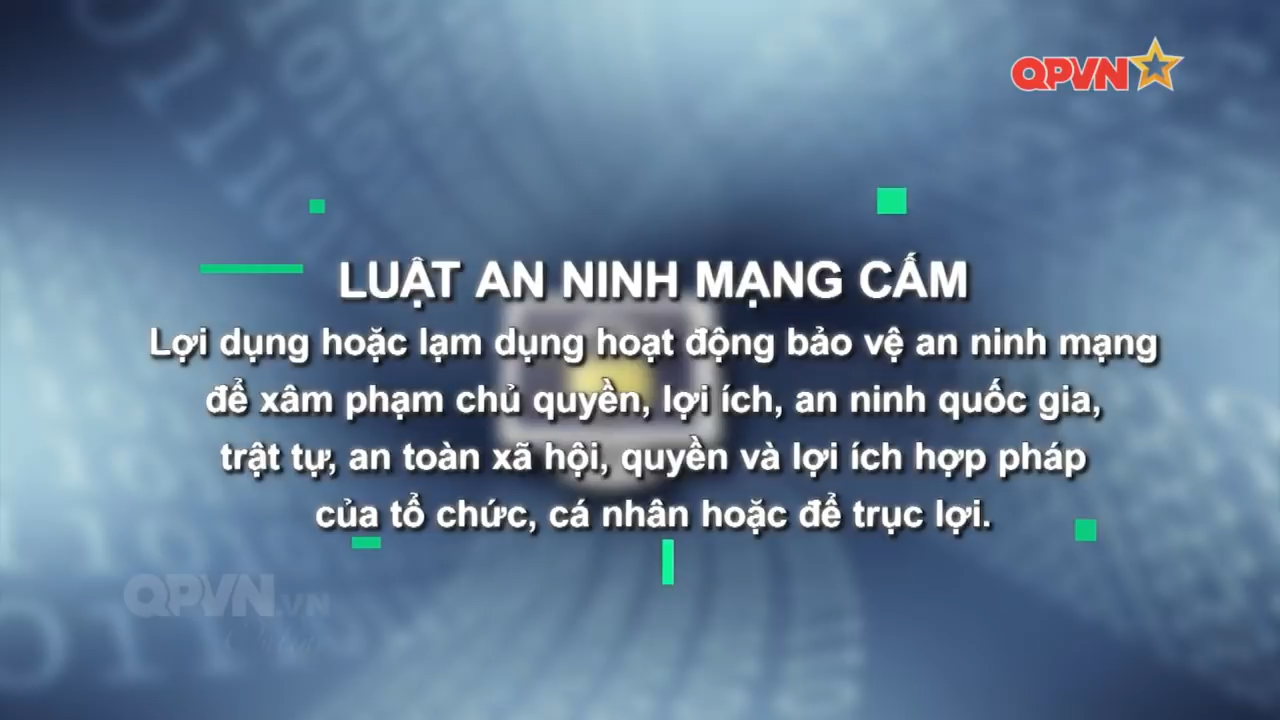 QPVN
LUẬT AN NINH MẠNG CẤM
Lợi dụng hoặc lạm dụng hoạt động bảo vệ an ninh mạng
để xâm phạm chủ quyền, lợi ích, an ninh quốc gia,
trật tự, an toàn xã hội, quyền và lợi ích hợp pháp
của tổ chức, cá nhân hoặc để trục lợi.
QPVN.VN